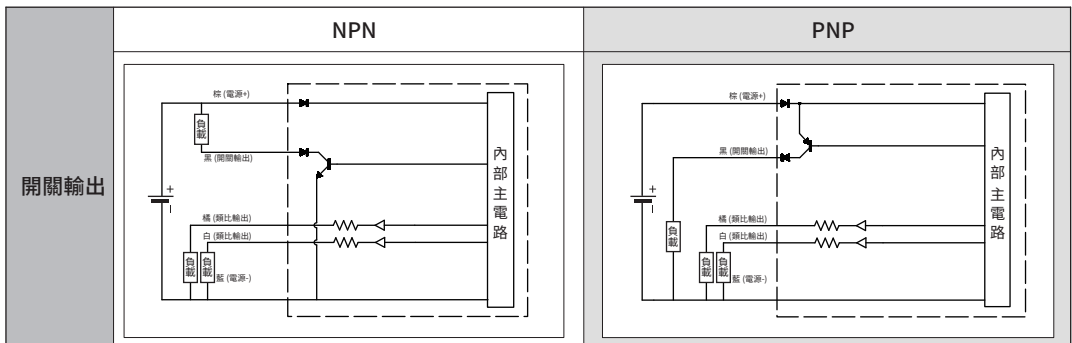 NPN
PNP
開關輸出
棕 (電源+)
負載
黑 (開關輸出)
+
−
橘 (類比輸出)
白 (類比輸出)
負載
負載
藍 (電源-)
內部主電路
棕 (電源+)
黑 (開關輸出)
+
−
負載
橘 (類比輸出)
白 (類比輸出)
負載
負載
藍 (電源-)
內部主電路